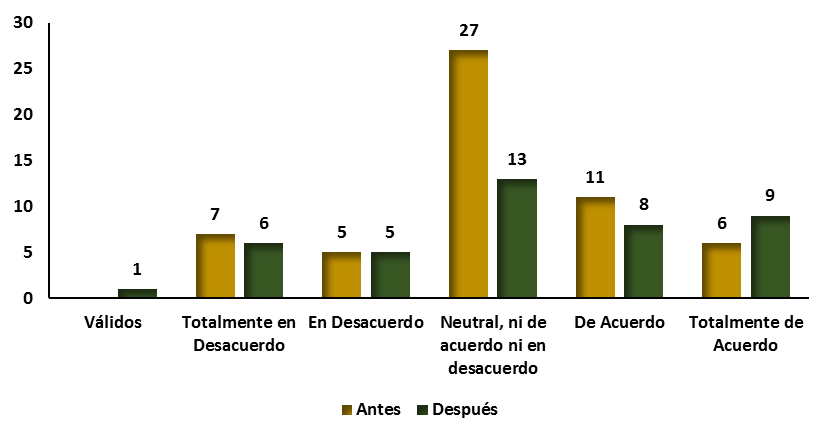 30
25
20
15
10
5
0
1
7
6
5
5
27
13
11
8
6
9
Válidos
Totalmente en
Desacuerdo
En Desacuerdo
Neutral, ni de
acuerdo ni en
desacuerdo
De Acuerdo
Totalmente de
Acuerdo
Antes
Después